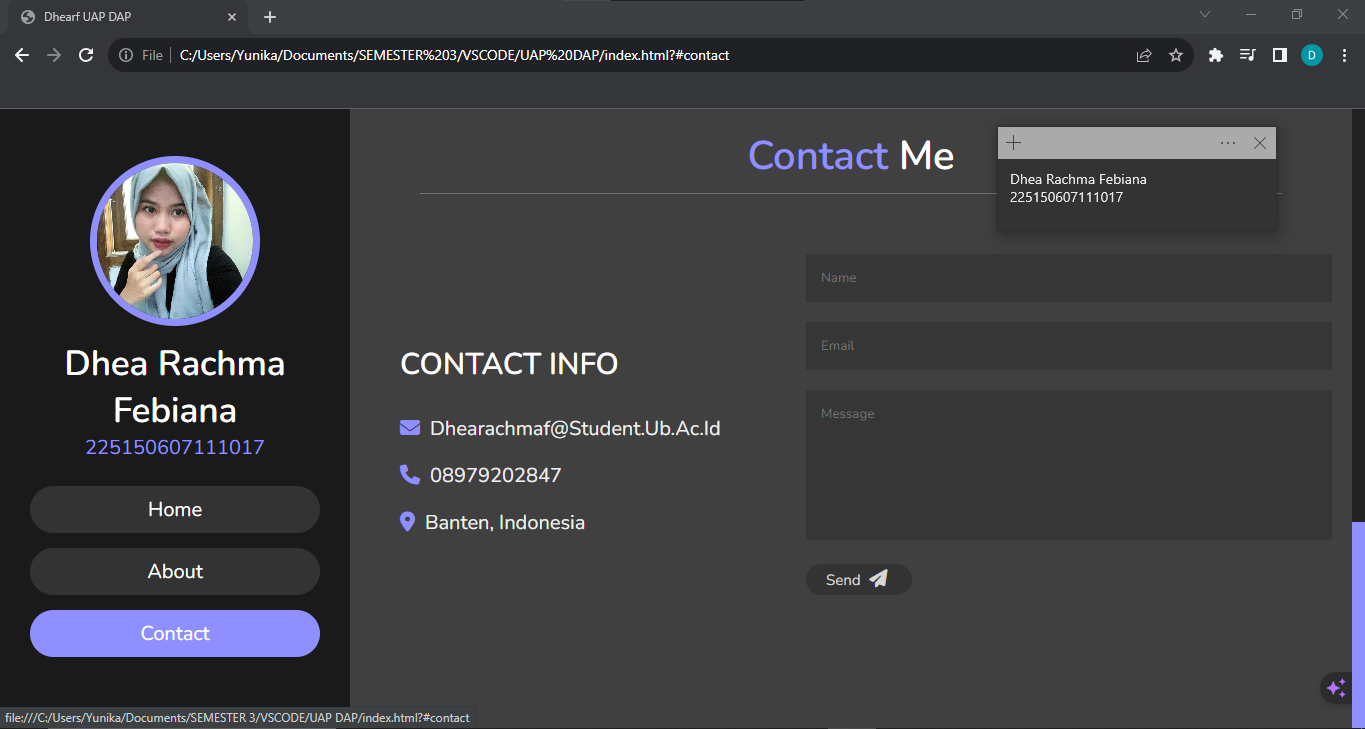 Dhearf UAP DAP
File C:/Users/Yunika/Documents/SEMESTER%203/VSCODE/UAP%20DAP/index.html?#contact
D
Dhea Rachma
Febiana
225150607111017
Home
About
Contact
Contact Me
Dhea Rachma Febiana
225150607111017
CONTACT INFO
Dhearachmaf@Student.Ub.Ac.Id
08979202847
Banten, Indonesia
Name
Email
Message
Send
file:///C:/Users/Yunika/Documents/SEMESTER 3/VSCODE/UAP DAP/index.html?#contact